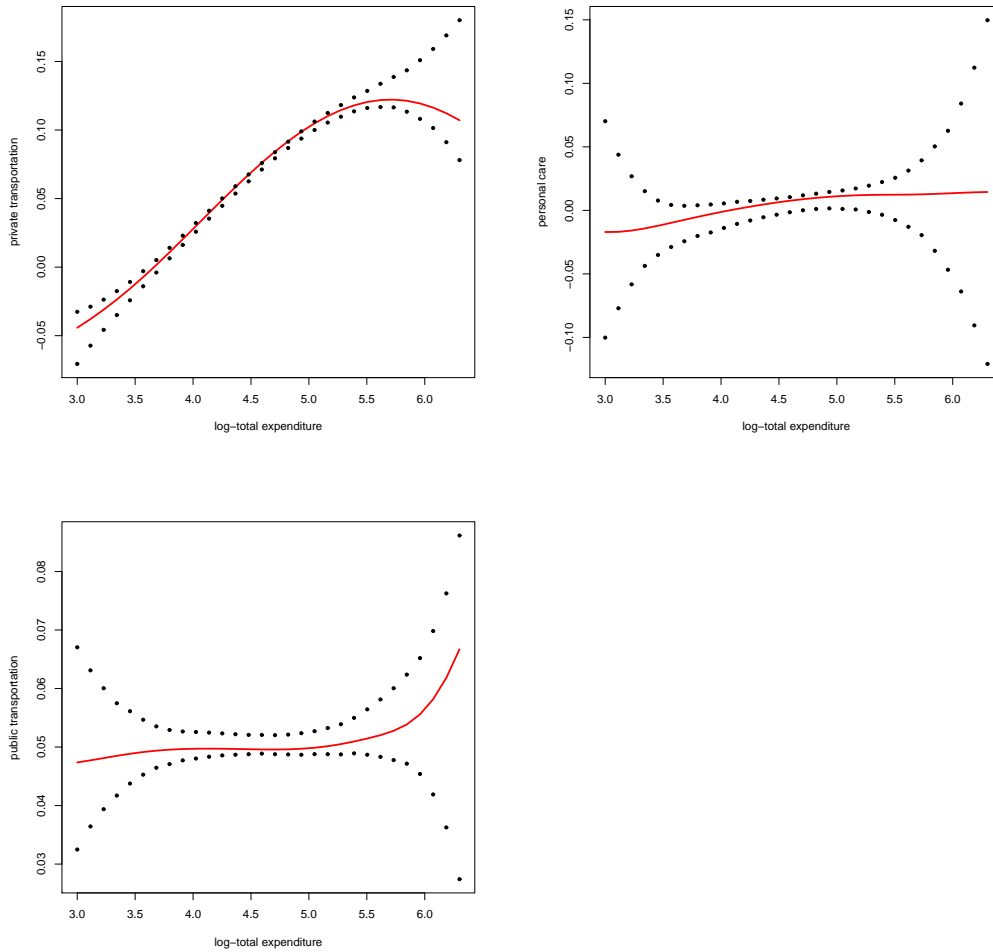 private transportation
0.15
0.10
0.05
0.00
−0.05
3.0 3.5 4.0 4.5 5.0 5.5 6.0
log−total expenditure
personal care
0.15
0.10
0.05
0.00
−0.05
−0.10
3.0 3.5 4.0 4.5 5.0 5.5 6.0
log−total expenditure
public transportation
0.08
0.07
0.06
0.05
0.04
0.03
3.0 3.5 4.0 4.5 5.0 5.5 6.0
log−total expenditure